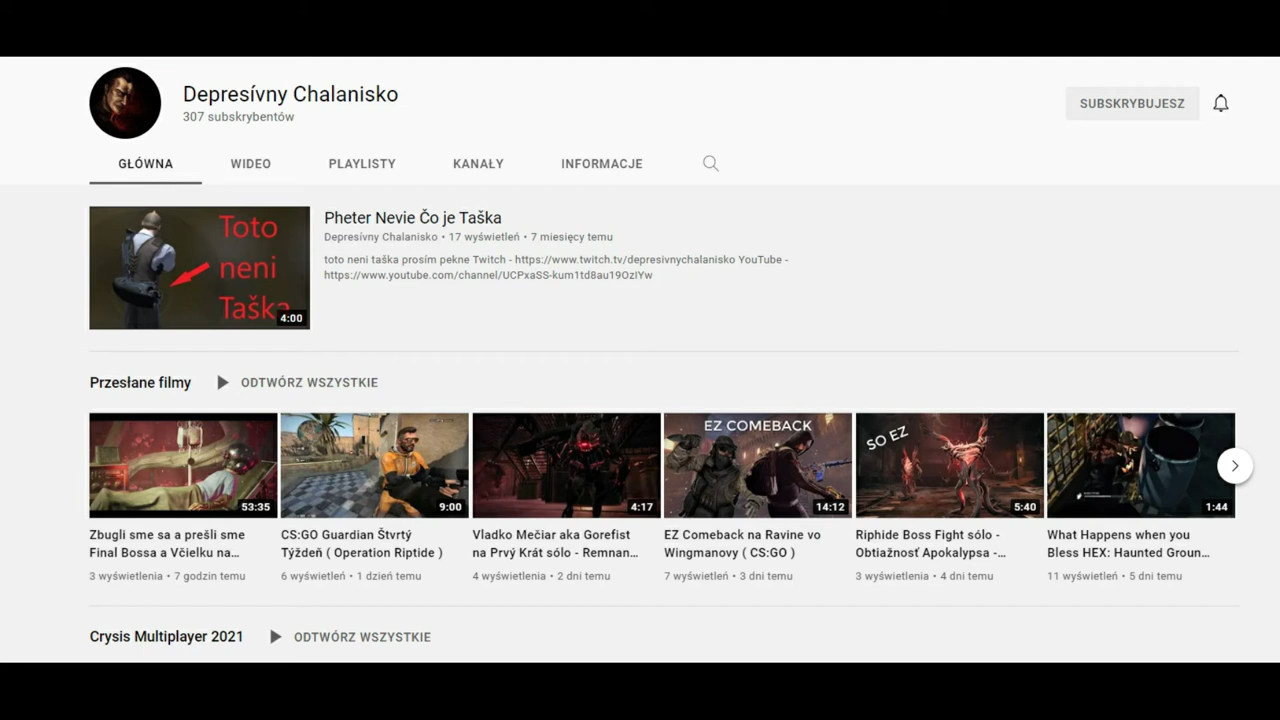 Depresívny Chalanisko
307 subskrybentów
SUBSKRYBUJESZ
GŁÓWNA
WIDEO
PLAYLISTY
KANAŁY
INFORMACJE
Toto
neni
Taška
4:00
Pheter Nevie Čo je Taška
Depresívny Chalanisko • 17 wyświetleń • 7 miesięcy temu
toto neni taška prosím pekne Twitch - https://www.twitch.tv/depresivnychalanisko YouTube -
https://www.youtube.com/channel/UCPxaSS-kum1td8au19OzIYw
Przesłane filmy
ODTWÓRZ WSZYSTKIE
53:35
9:00
4:17
EZ COMEBACK
14:12
SO EZ
5:40
1:44
Zbugli sme sa a prešli sme
Final Bossa a Včielku na...
3 wyświetlenia • 7 godzin temu
CS:GO Guardian Štvrtý
Týždeň ( Operation Riptide )
6 wyświetleń • 1 dzień temu
Vladko Mečiar aka Gorefist
na Prvý Krát sólo - Remnan...
4 wyświetlenia • 2 dni temu
EZ Comeback na Ravine vo
Wingmanovy ( CS:GO )
7 wyświetleń • 3 dni temu
Riphide Boss Fight sólo -
Obtiažnosť Apokalypsa -...
3 wyświetlenia • 4 dni temu
What Happens when you
Bless HEX: Haunted Groun...
11 wyświetleń • 5 dni temu
Crysis Multiplayer 2021
ODTWÓRZ WSZYSTKIE